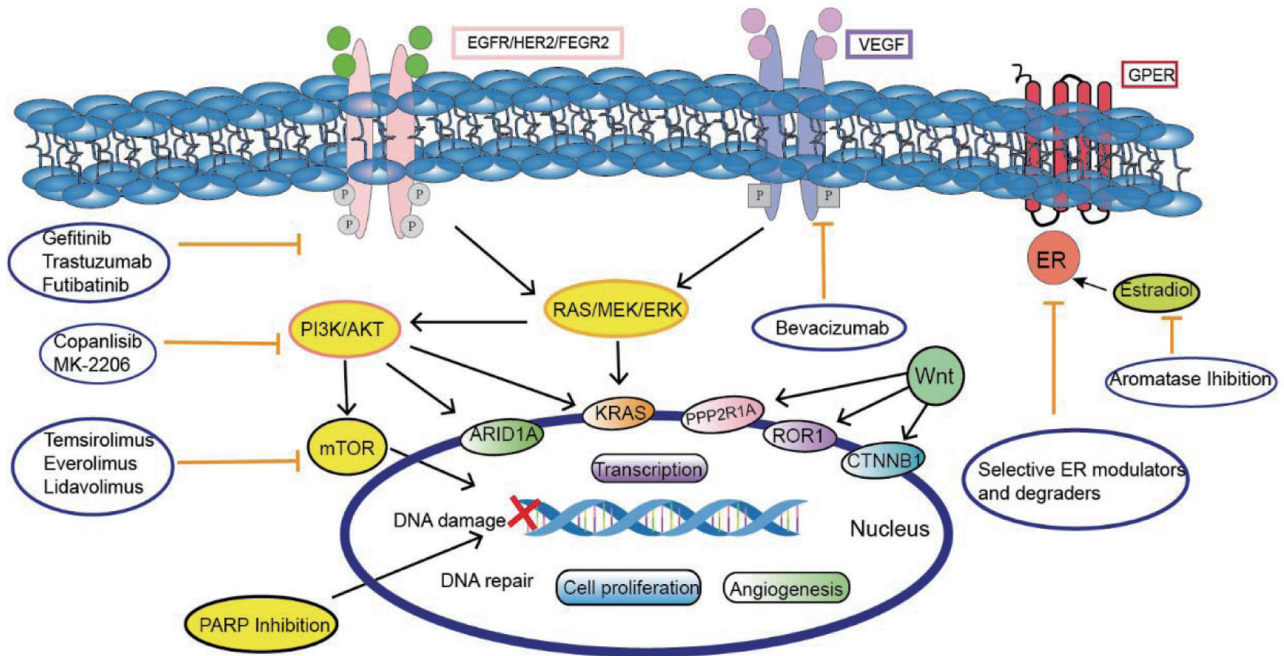 EGFR/HER2/FEGR2
VEGF
GPER
P
P
P
P
P
P
Gefitinib
Trastuzumab
Futibatinib
ER
Estradiol
RAS/MEK/ERK
PI3K/AKT
Bevacizumab
Copanlisib
MK-2206
Aromatase Ihibition
Wnt
KRAS
PPP2R1A
ARID1A
ROR1
CTNNB1
mTOR
Temsirolimus
Everolimus
Lidavolimus
Transcription
Selective ER modulators
and degraders
DNA damage
Nucleus
DNA repair
Cell proliferation
Angiogenesis
PARP Inhibition